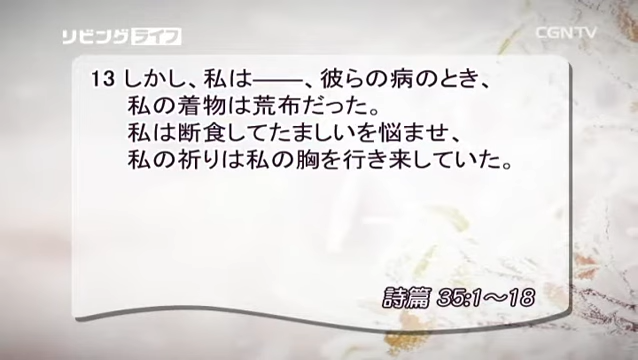 リビングライフ
CGNTV
13 しかし、私は――、彼らの病のとき、
私の着物は荒布だった。
私は断食してたましいを悩ませ、
私の祈りは私の胸を行き来していた。
詩篇 35:1～18